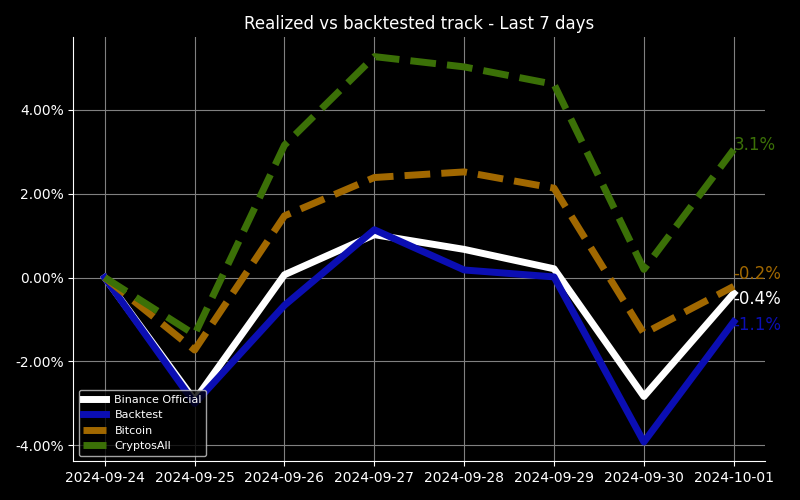 Realized vs backtested track - Last 7 days
4.00%
2.00%
0.00%
-2.00%
-4.00%
3.1%
-0.2%
-0.4%
-1.1%
Binance Official
Backtest
Bitcoin
CryptosAll
2024-09-24 2024-09-25 2024-09-26 2024-09-27 2024-09-28 2024-09-29 2024-09-30 2024-10-01